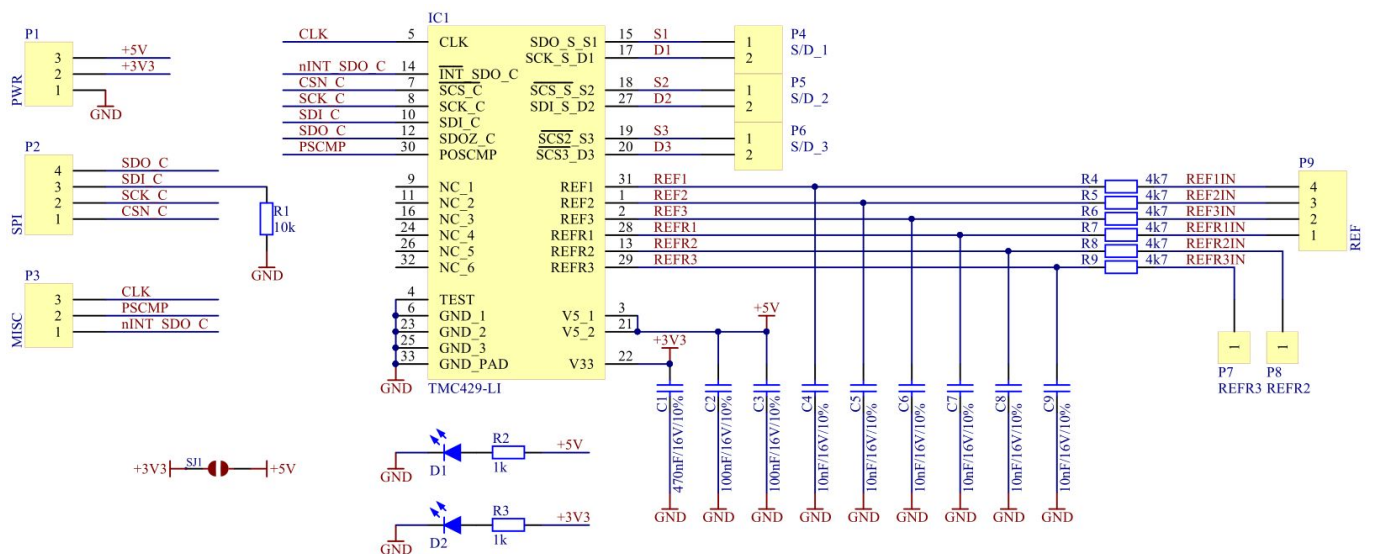 P1
3 +5V
2 +3V3
1
PWR
GND
P2
4 SDO_C
3 SDI_C
2 SCK_C
1 CSN_C
SPI
R1
10k
GND
P3
3 CLK
2 PSCMP
1 nINT_SDO_C
MISC
IC1
CLK 5 CLK
nINT_SDO_C 14 INT_SDO_C
CSN_C 7 SCS_C
SCK_C 8 SCK_C
SDI_C 10 SDI_C
SDO_C 12 SDOZ_C
PSCMP 30 POSCMP
9 NC_1
11 NC_2
16 NC_3
24 NC_4
26 NC_5
32 NC_6
4 TEST
6 GND_1
23 GND_2
25 GND_3
33 GND_PAD
GND
TMC429-LI
SDO_S_S1 15 S1
SCK_S_D1 17 D1
SCS_S_S2 18 S2
SDI_S_D2 27 D2
SCS2_S3 19 S3
SCS3_D3 20 D3
REF1 31 REF1 R4 4k7 REF1IN
REF2 1 REF2 R5 4k7 REF2IN
REF3 2 REF3 R6 4k7 REF3IN
REFR1 28 REFR1 R7 4k7 REFR1IN
REFR2 13 REFR2 R8 4k7 REFR2IN
REFR3 29 REFR3 R9 4k7 REFR3IN
V5_1 3
V5_2 21
V33 22
+5V
+3V3
1 P4
2 S/D_1
1 P5
2 S/D_2
1 P6
2 S/D_3
P9
4
3
2
1
REF
1
P7
REFR3
1
P8
REFR2
C1
470nF/16V/10%
GND
C2
100nF/16V/10%
GND
C3
100nF/16V/10%
GND
C4
10nF/16V/10%
GND
C5
10nF/16V/10%
GND
C6
10nF/16V/10%
GND
C7
10nF/16V/10%
GND
C8
10nF/16V/10%
GND
C9
10nF/16V/10%
GND
+3V3 SJ1 +5V
R2 +5V
GND D1 1k
R3 +3V3
GND D2 1k